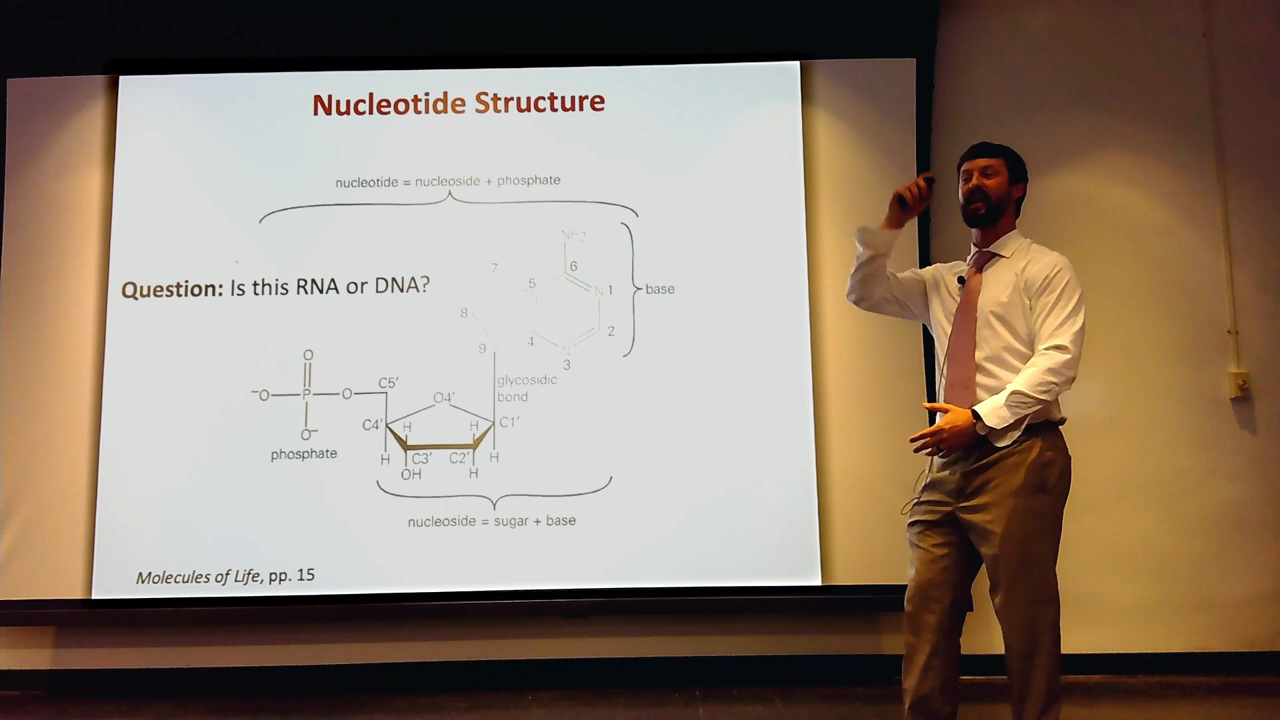 Nucleotide Structure
nucleotide = nucleoside + phosphate
NH2
6
7
5
N 1
base
Question: Is this RNA or DNA?
8
2
4
9
N
3
O
glycosidic
bond
⁻O
P
O
C5′
O4′
O⁻
C4′
H
H
C1′
phosphate
H
C3′
C2′
H
OH
H
nucleoside = sugar + base
Molecules of Life, pp. 15